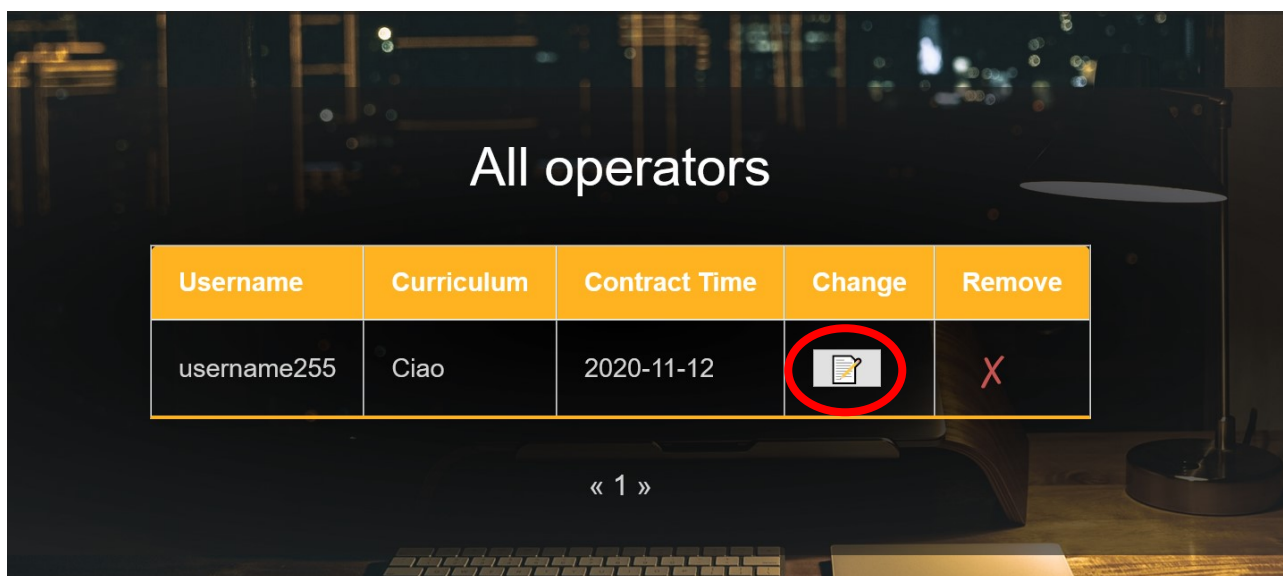 All operators
Username Curriculum Contract Time Change Remove
username255 Ciao 2020-11-12 X
« 1 »